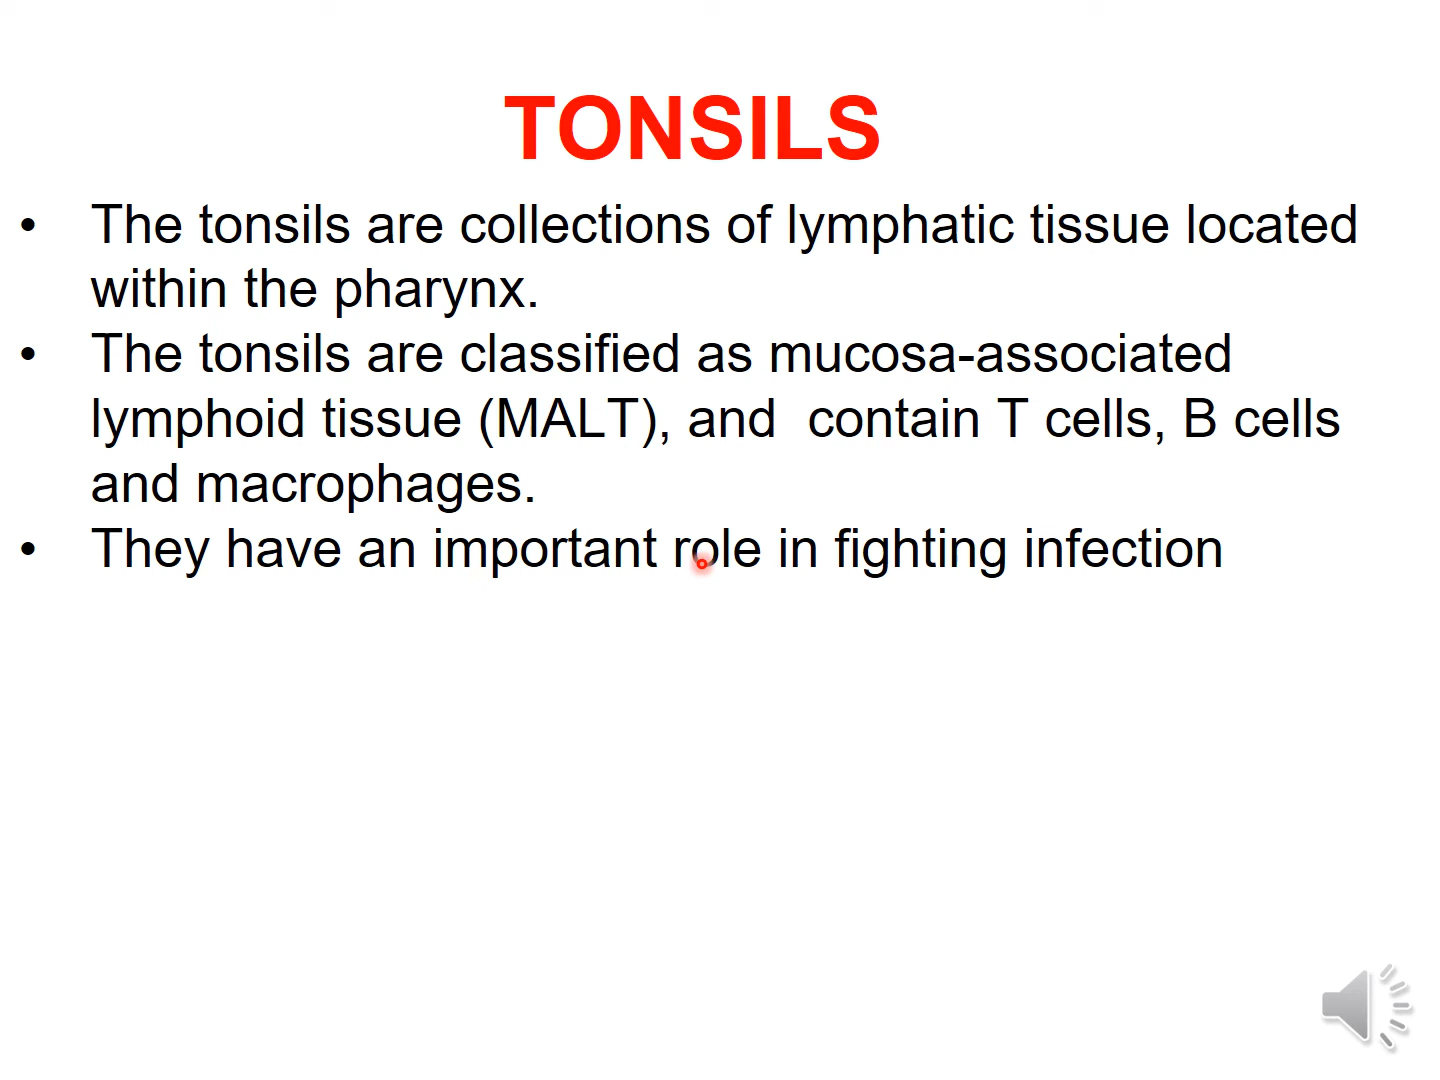 TONSILS
• The tonsils are collections of lymphatic tissue located
within the pharynx.
• The tonsils are classified as mucosa-associated
lymphoid tissue (MALT), and  contain T cells, B cells
and macrophages.
• They have an important role in fighting infection